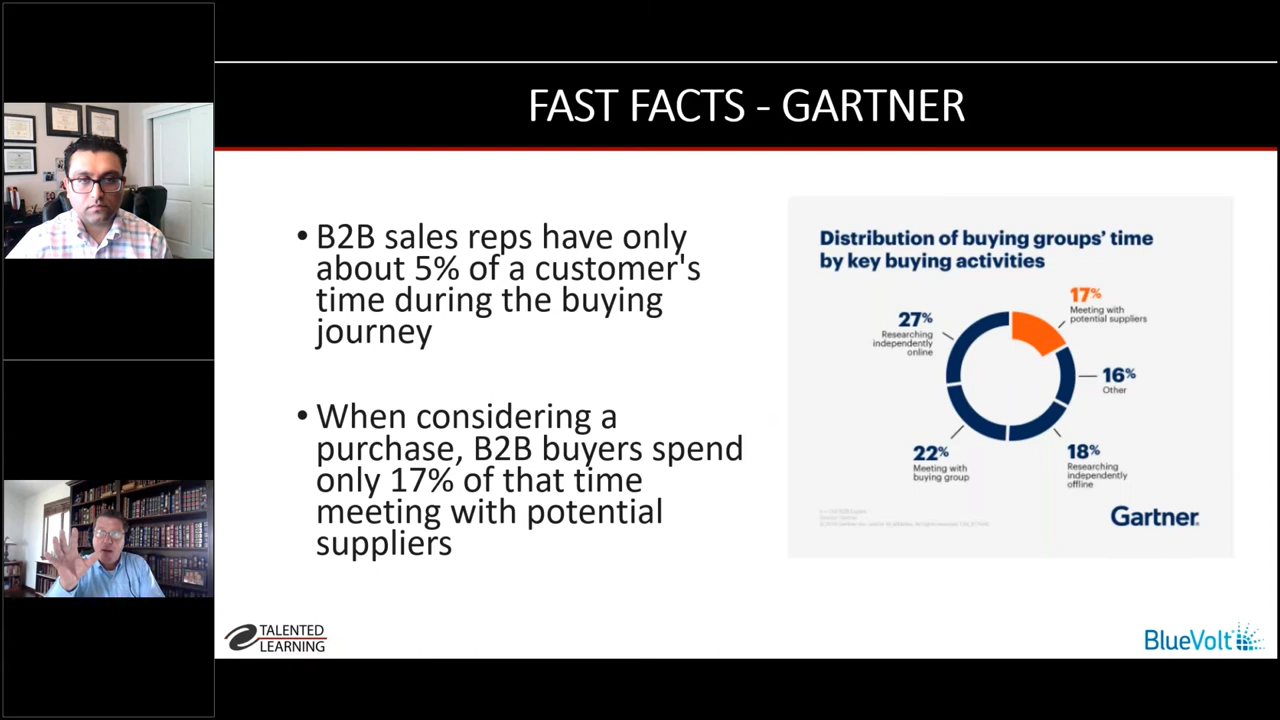 FAST FACTS - GARTNER
• B2B sales reps have only
about 5% of a customer's
time during the buying
journey
• When considering a
purchase, B2B buyers spend
only 17% of that time
meeting with potential
suppliers
Distribution of buying groups' time
by key buying activities
17%
Meeting with
potential suppliers
27%
Researching
independently
online
16%
Other
22%
Meeting with
buying group
18%
Researching
independently
offline
Gartner
TALENTED
LEARNING
BlueVolt